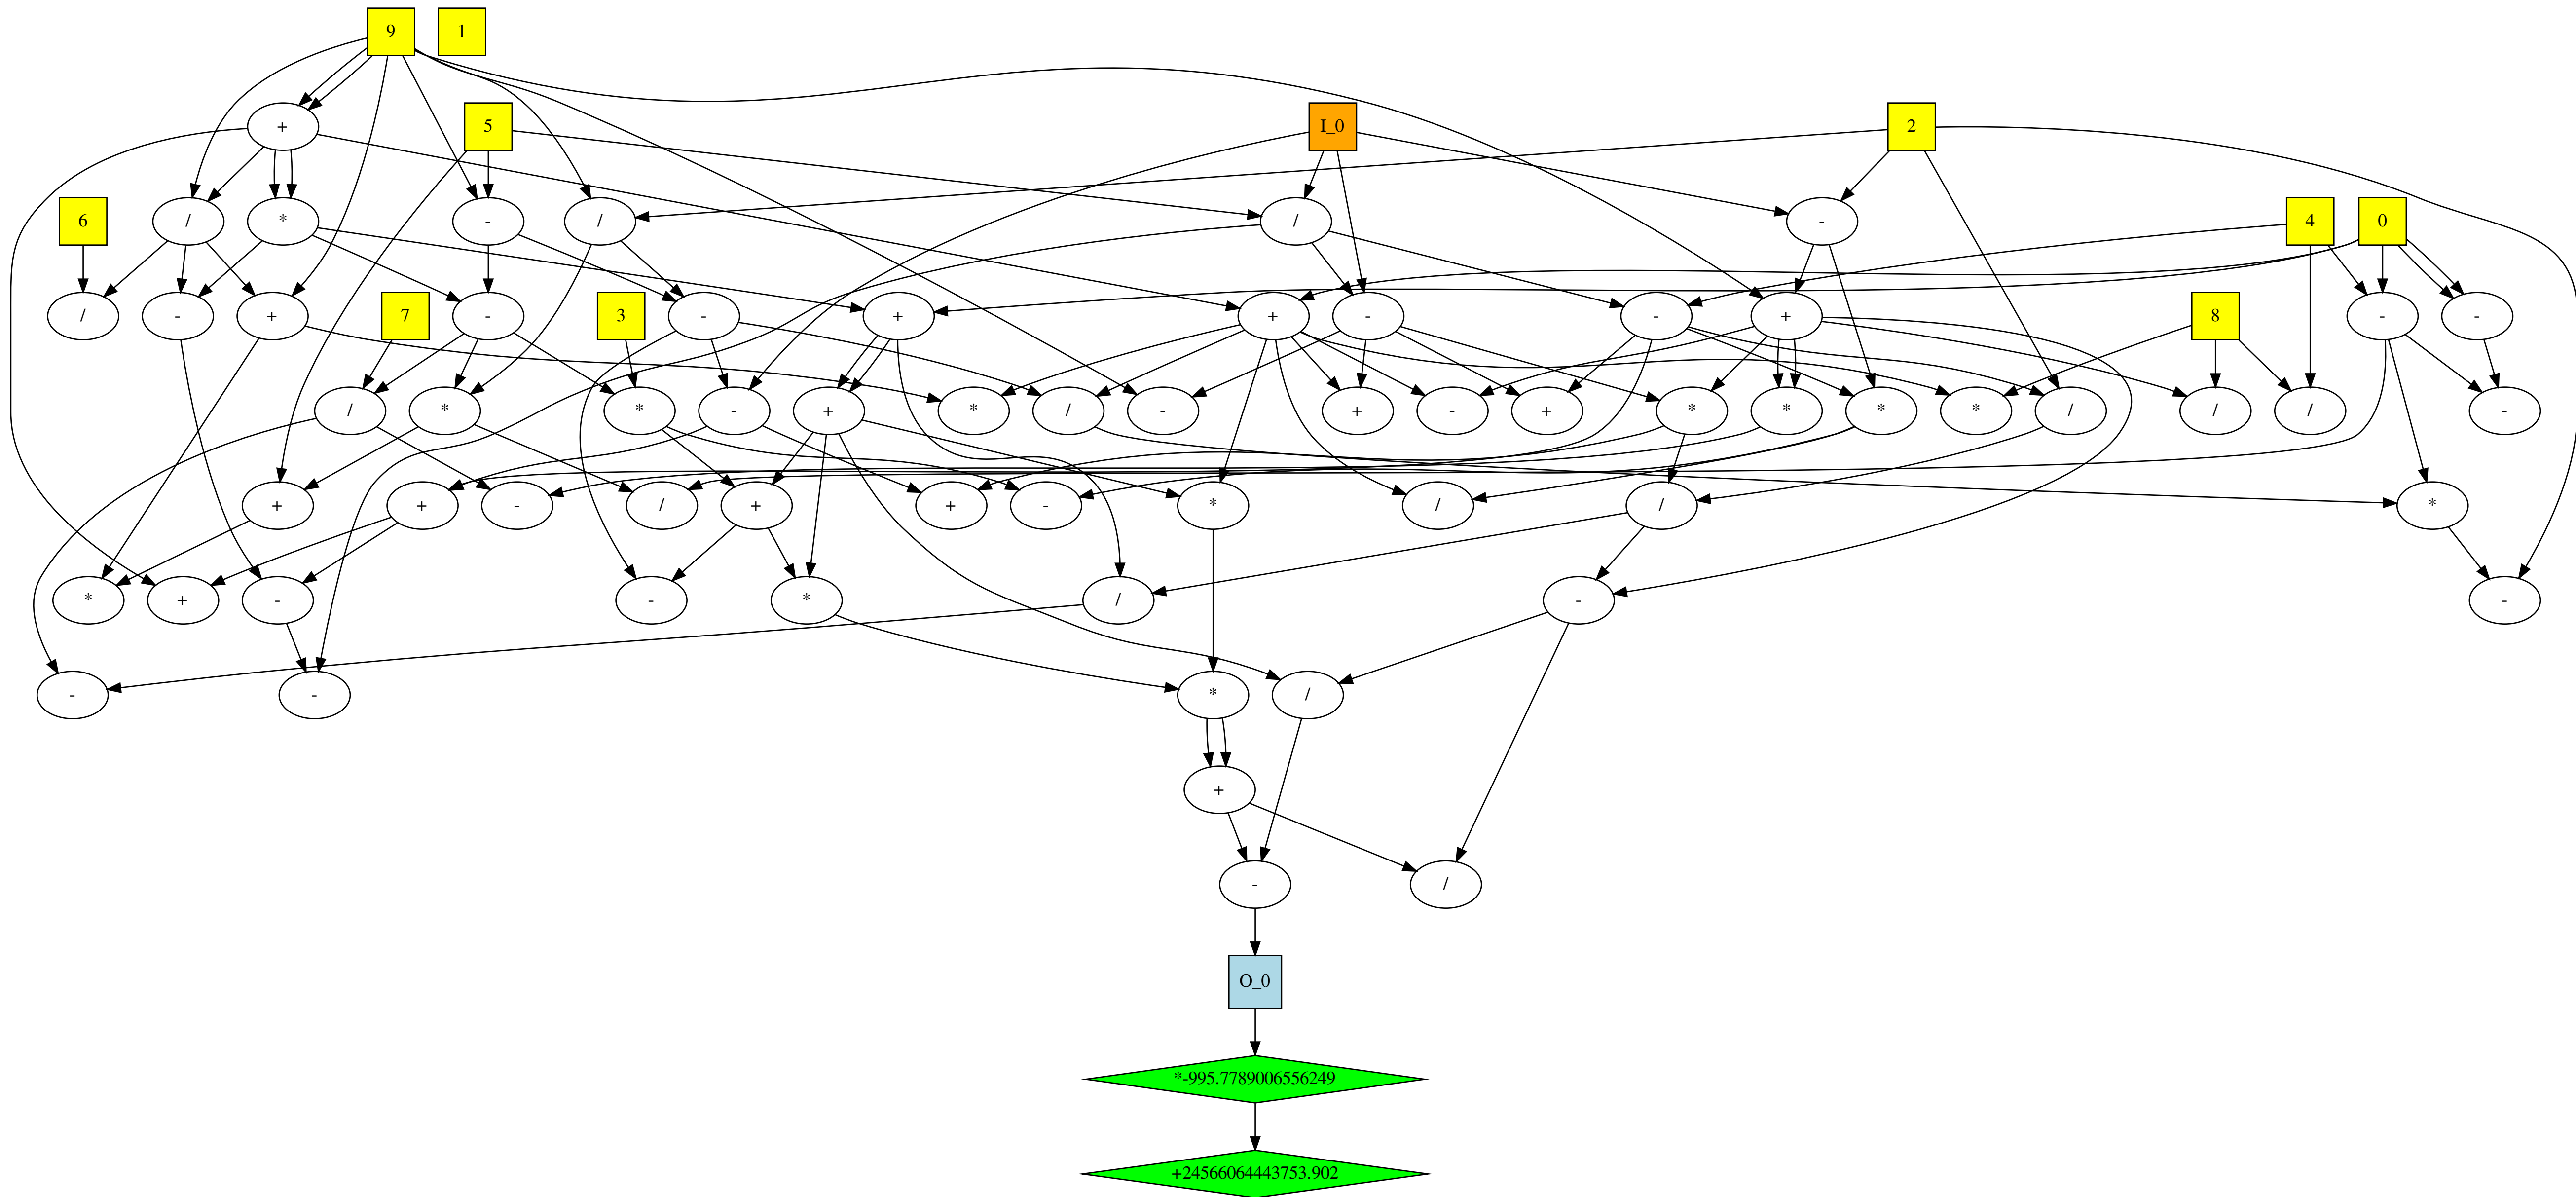 9 1
+ 5 I_0 2
6 / * - / / - 4 0
/ - + - 7 3 - + + - - + 8 - -
/ * * - + * / - + - + * * * * / / / -
+ + - / + + - * / / *
* + - - * / - -
- - * /
+
- /
O_0
*-995.7789006556249
+24566064443753.902